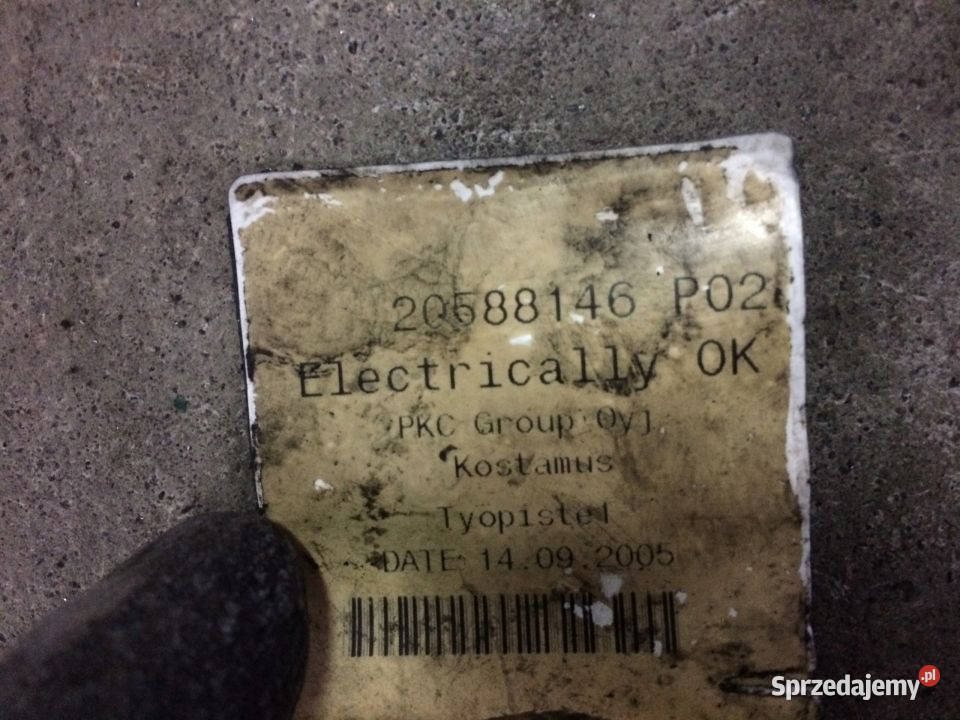 20588146 P02
Electrically OK
PKC Group Oyj
Kostamus
Tyopiste1
DATE 14.09.2005
Sprzedajemy.pl